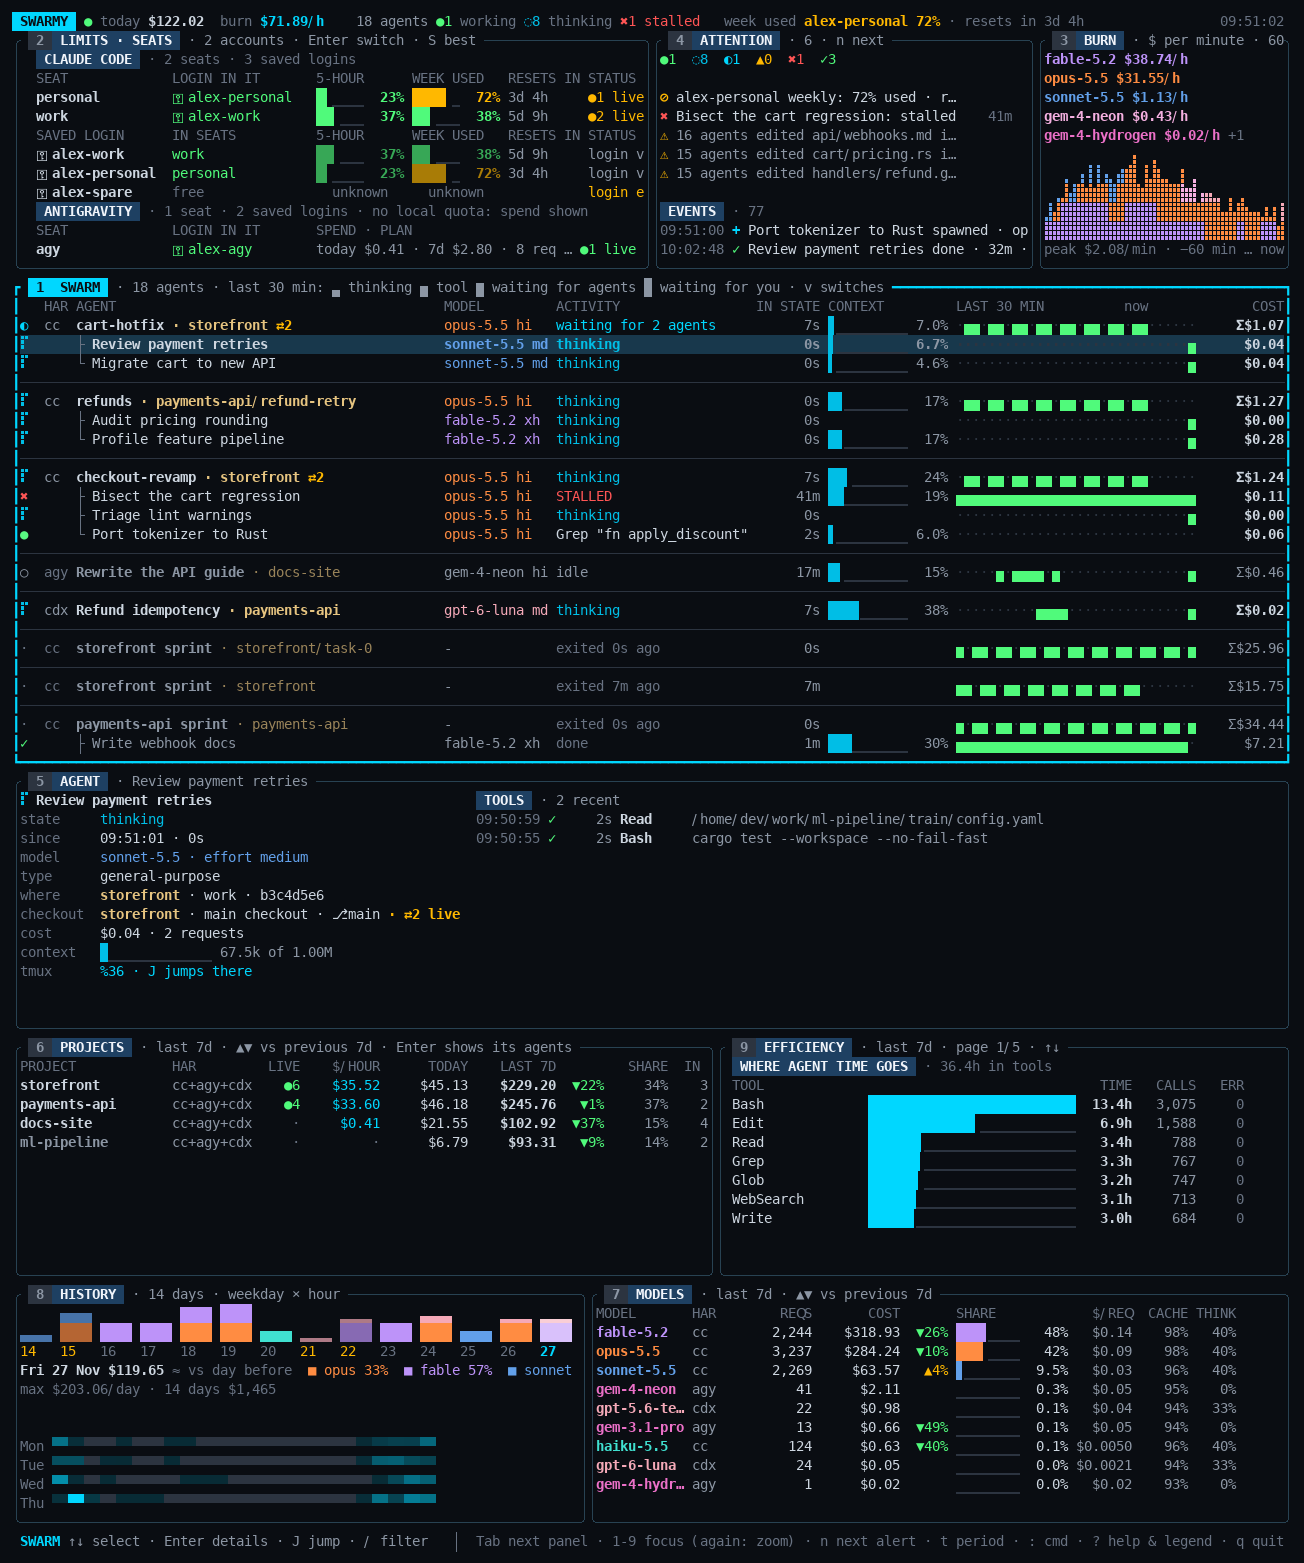 SWARMY ● today $122.02 burn $71.89/h 18 agents ●1 working ◌8 thinking ✖1 stalled week used alex-personal 72% · resets in 3d 4h 09:51:02
2 LIMITS · SEATS · 2 accounts · Enter switch · S best
CLAUDE CODE · 2 seats · 3 saved logins
SEAT LOGIN IN IT 5-HOUR WEEK USED RESETS IN STATUS
personal alex-personal 23% 72% 3d 4h ●1 live
work alex-work 37% 38% 5d 9h ●2 live
SAVED LOGIN IN SEATS 5-HOUR WEEK USED RESETS IN STATUS
alex-work work 37% 38% 5d 9h login v
alex-personal personal 23% 72% 3d 4h login v
alex-spare free unknown unknown login e
ANTIGRAVITY · 1 seat · 2 saved logins · no local quota: spend shown
SEAT LOGIN IN IT SPEND · PLAN
agy alex-agy today $0.41 · 7d $2.80 · 8 req … ●1 live
4 ATTENTION · 6 · n next
●1 ◌8 ◐1 ▲0 ✖1 ✓3
⊘ alex-personal weekly: 72% used · r…
✖ Bisect the cart regression: stalled 41m
⚠ 16 agents edited api/webhooks.md i…
⚠ 15 agents edited cart/pricing.rs i…
⚠ 15 agents edited handlers/refund.g…
EVENTS · 77
09:51:00 + Port tokenizer to Rust spawned · op
10:02:48 ✓ Review payment retries done · 32m ·
3 BURN · $ per minute · 60
fable-5.2 $38.74/h
opus-5.5 $31.55/h
sonnet-5.5 $1.13/h
gem-4-neon $0.43/h
gem-4-hydrogen $0.02/h +1
peak $2.08/min · −60 min … now
1 SWARM · 18 agents · last 30 min: ▄ thinking ▄ tool ▆ waiting for agents █ waiting for you · v switches
HAR AGENT MODEL ACTIVITY IN STATE CONTEXT LAST 30 MIN now COST
◐ cc cart-hotfix · storefront ⇄2 opus-5.5 hi waiting for 2 agents 7s 7.0% Σ$1.07
├ Review payment retries sonnet-5.5 md thinking 0s 6.7% $0.04
└ Migrate cart to new API sonnet-5.5 md thinking 0s 4.6% $0.04
cc refunds · payments-api/refund-retry opus-5.5 hi thinking 0s 17% Σ$1.27
├ Audit pricing rounding fable-5.2 xh thinking 0s $0.00
└ Profile feature pipeline fable-5.2 xh thinking 0s 17% $0.28
cc checkout-revamp · storefront ⇄2 opus-5.5 hi thinking 7s 24% Σ$1.24
✖ ├ Bisect the cart regression opus-5.5 hi STALLED 41m 19% $0.11
├ Triage lint warnings opus-5.5 hi thinking 0s $0.00
● └ Port tokenizer to Rust opus-5.5 hi Grep "fn apply_discount" 2s 6.0% $0.06
○ agy Rewrite the API guide · docs-site gem-4-neon hi idle 17m 15% Σ$0.46
cdx Refund idempotency · payments-api gpt-6-luna md thinking 7s 38% Σ$0.02
· cc storefront sprint · storefront/task-0 - exited 0s ago 0s Σ$25.96
· cc storefront sprint · storefront - exited 7m ago 7m Σ$15.75
· cc payments-api sprint · payments-api - exited 0s ago 0s Σ$34.44
✓ ├ Write webhook docs fable-5.2 xh done 1m 30% $7.21
5 AGENT · Review payment retries
Review payment retries
state thinking
since 09:51:01 · 0s
model sonnet-5.5 · effort medium
type general-purpose
where storefront · work · b3c4d5e6
checkout storefront · main checkout · ⎇main · ⇄2 live
cost $0.04 · 2 requests
context 67.5k of 1.00M
tmux %36 · J jumps there
TOOLS · 2 recent
09:50:59 ✓ 2s Read /home/dev/work/ml-pipeline/train/config.yaml
09:50:55 ✓ 2s Bash cargo test --workspace --no-fail-fast
6 PROJECTS · last 7d · ▲▼ vs previous 7d · Enter shows its agents
PROJECT HAR LIVE $/HOUR TODAY LAST 7D SHARE IN
storefront cc+agy+cdx ●6 $35.52 $45.13 $229.20 ▼22% 34% 3
payments-api cc+agy+cdx ●4 $33.60 $46.18 $245.76 ▼1% 37% 2
docs-site cc+agy+cdx · $0.41 $21.55 $102.92 ▼37% 15% 4
ml-pipeline cc+agy+cdx · · $6.79 $93.31 ▼9% 14% 2
9 EFFICIENCY · last 7d · page 1/5 · ↑↓
WHERE AGENT TIME GOES · 36.4h in tools
TOOL TIME CALLS ERR
Bash 13.4h 3,075 0
Edit 6.9h 1,588 0
Read 3.4h 788 0
Grep 3.3h 767 0
Glob 3.2h 747 0
WebSearch 3.1h 713 0
Write 3.0h 684 0
8 HISTORY · 14 days · weekday × hour
14 15 16 17 18 19 20 21 22 23 24 25 26 27
Fri 27 Nov $119.65 ≈ vs day before ■ opus 33% ■ fable 57% ■ sonnet
max $203.06/day · 14 days $1,465
Mon
Tue
Wed
Thu
7 MODELS · last 7d · ▲▼ vs previous 7d
MODEL HAR REQS COST SHARE $/REQ CACHE THINK
fable-5.2 cc 2,244 $318.93 ▼26% 48% $0.14 98% 40%
opus-5.5 cc 3,237 $284.24 ▼10% 42% $0.09 98% 40%
sonnet-5.5 cc 2,269 $63.57 ▲4% 9.5% $0.03 96% 40%
gem-4-neon agy 41 $2.11 0.3% $0.05 95% 0%
gpt-5.6-te… cdx 22 $0.98 0.1% $0.04 94% 33%
gem-3.1-pro agy 13 $0.66 ▼49% 0.1% $0.05 94% 0%
haiku-5.5 cc 124 $0.63 ▼40% 0.1% $0.0050 96% 40%
gpt-6-luna cdx 24 $0.05 0.0% $0.0021 94% 33%
gem-4-hydr… agy 1 $0.02 0.0% $0.02 93% 0%
SWARM ↑↓ select · Enter details · J jump · / filter │ Tab next panel · 1-9 focus (again: zoom) · n next alert · t period · : cmd · ? help & legend · q quit